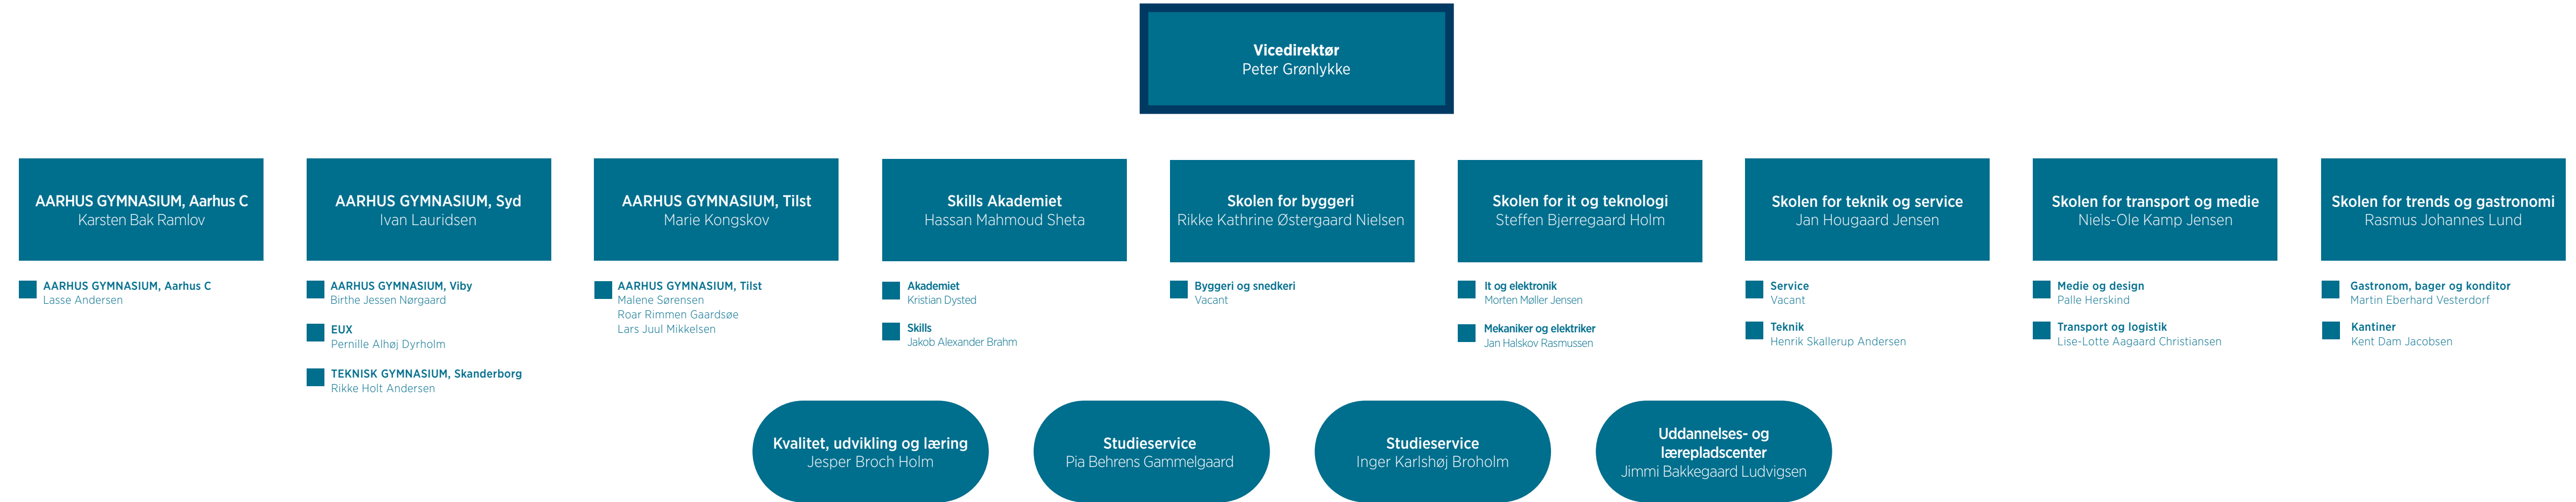 Vicedirektør
Peter Grønlykke
AARHUS GYMNASIUM, Aarhus C
Karsten Bak Ramlov
AARHUS GYMNASIUM, Aarhus C
Lasse Andersen
AARHUS GYMNASIUM, Syd
Ivan Lauridsen
AARHUS GYMNASIUM, Viby
Birthe Jessen Nørgaard
EUX
Pernille Alhøj Dyrholm
TEKNISK GYMNASIUM, Skanderborg
Rikke Holt Andersen
AARHUS GYMNASIUM, Tilst
Marie Kongskov
AARHUS GYMNASIUM, Tilst
Malene Sørensen
Roar Rimmen Gaardsøe
Lars Juul Mikkelsen
Skills Akademiet
Hassan Mahmoud Sheta
Akademiet
Kristian Dysted
Skills
Jakob Alexander Brahm
Skolen for byggeri
Rikke Kathrine Østergaard Nielsen
Byggeri og snedkeri
Vacant
Skolen for it og teknologi
Steffen Bjerregaard Holm
It og elektronik
Morten Møller Jensen
Mekaniker og elektriker
Jan Halskov Rasmussen
Skolen for teknik og service
Jan Hougaard Jensen
Service
Vacant
Teknik
Henrik Skallerup Andersen
Skolen for transport og medie
Niels-Ole Kamp Jensen
Medie og design
Palle Herskind
Transport og logistik
Lise-Lotte Aagaard Christiansen
Skolen for trends og gastronomi
Rasmus Johannes Lund
Gastronom, bager og konditor
Martin Eberhard Vesterdorf
Kantiner
Kent Dam Jacobsen
Kvalitet, udvikling og læring
Jesper Broch Holm
Studieservice
Pia Behrens Gammelgaard
Studieservice
Inger Karlshøj Broholm
Uddannelses- og
lærepladscenter
Jimmi Bakkegaard Ludvigsen